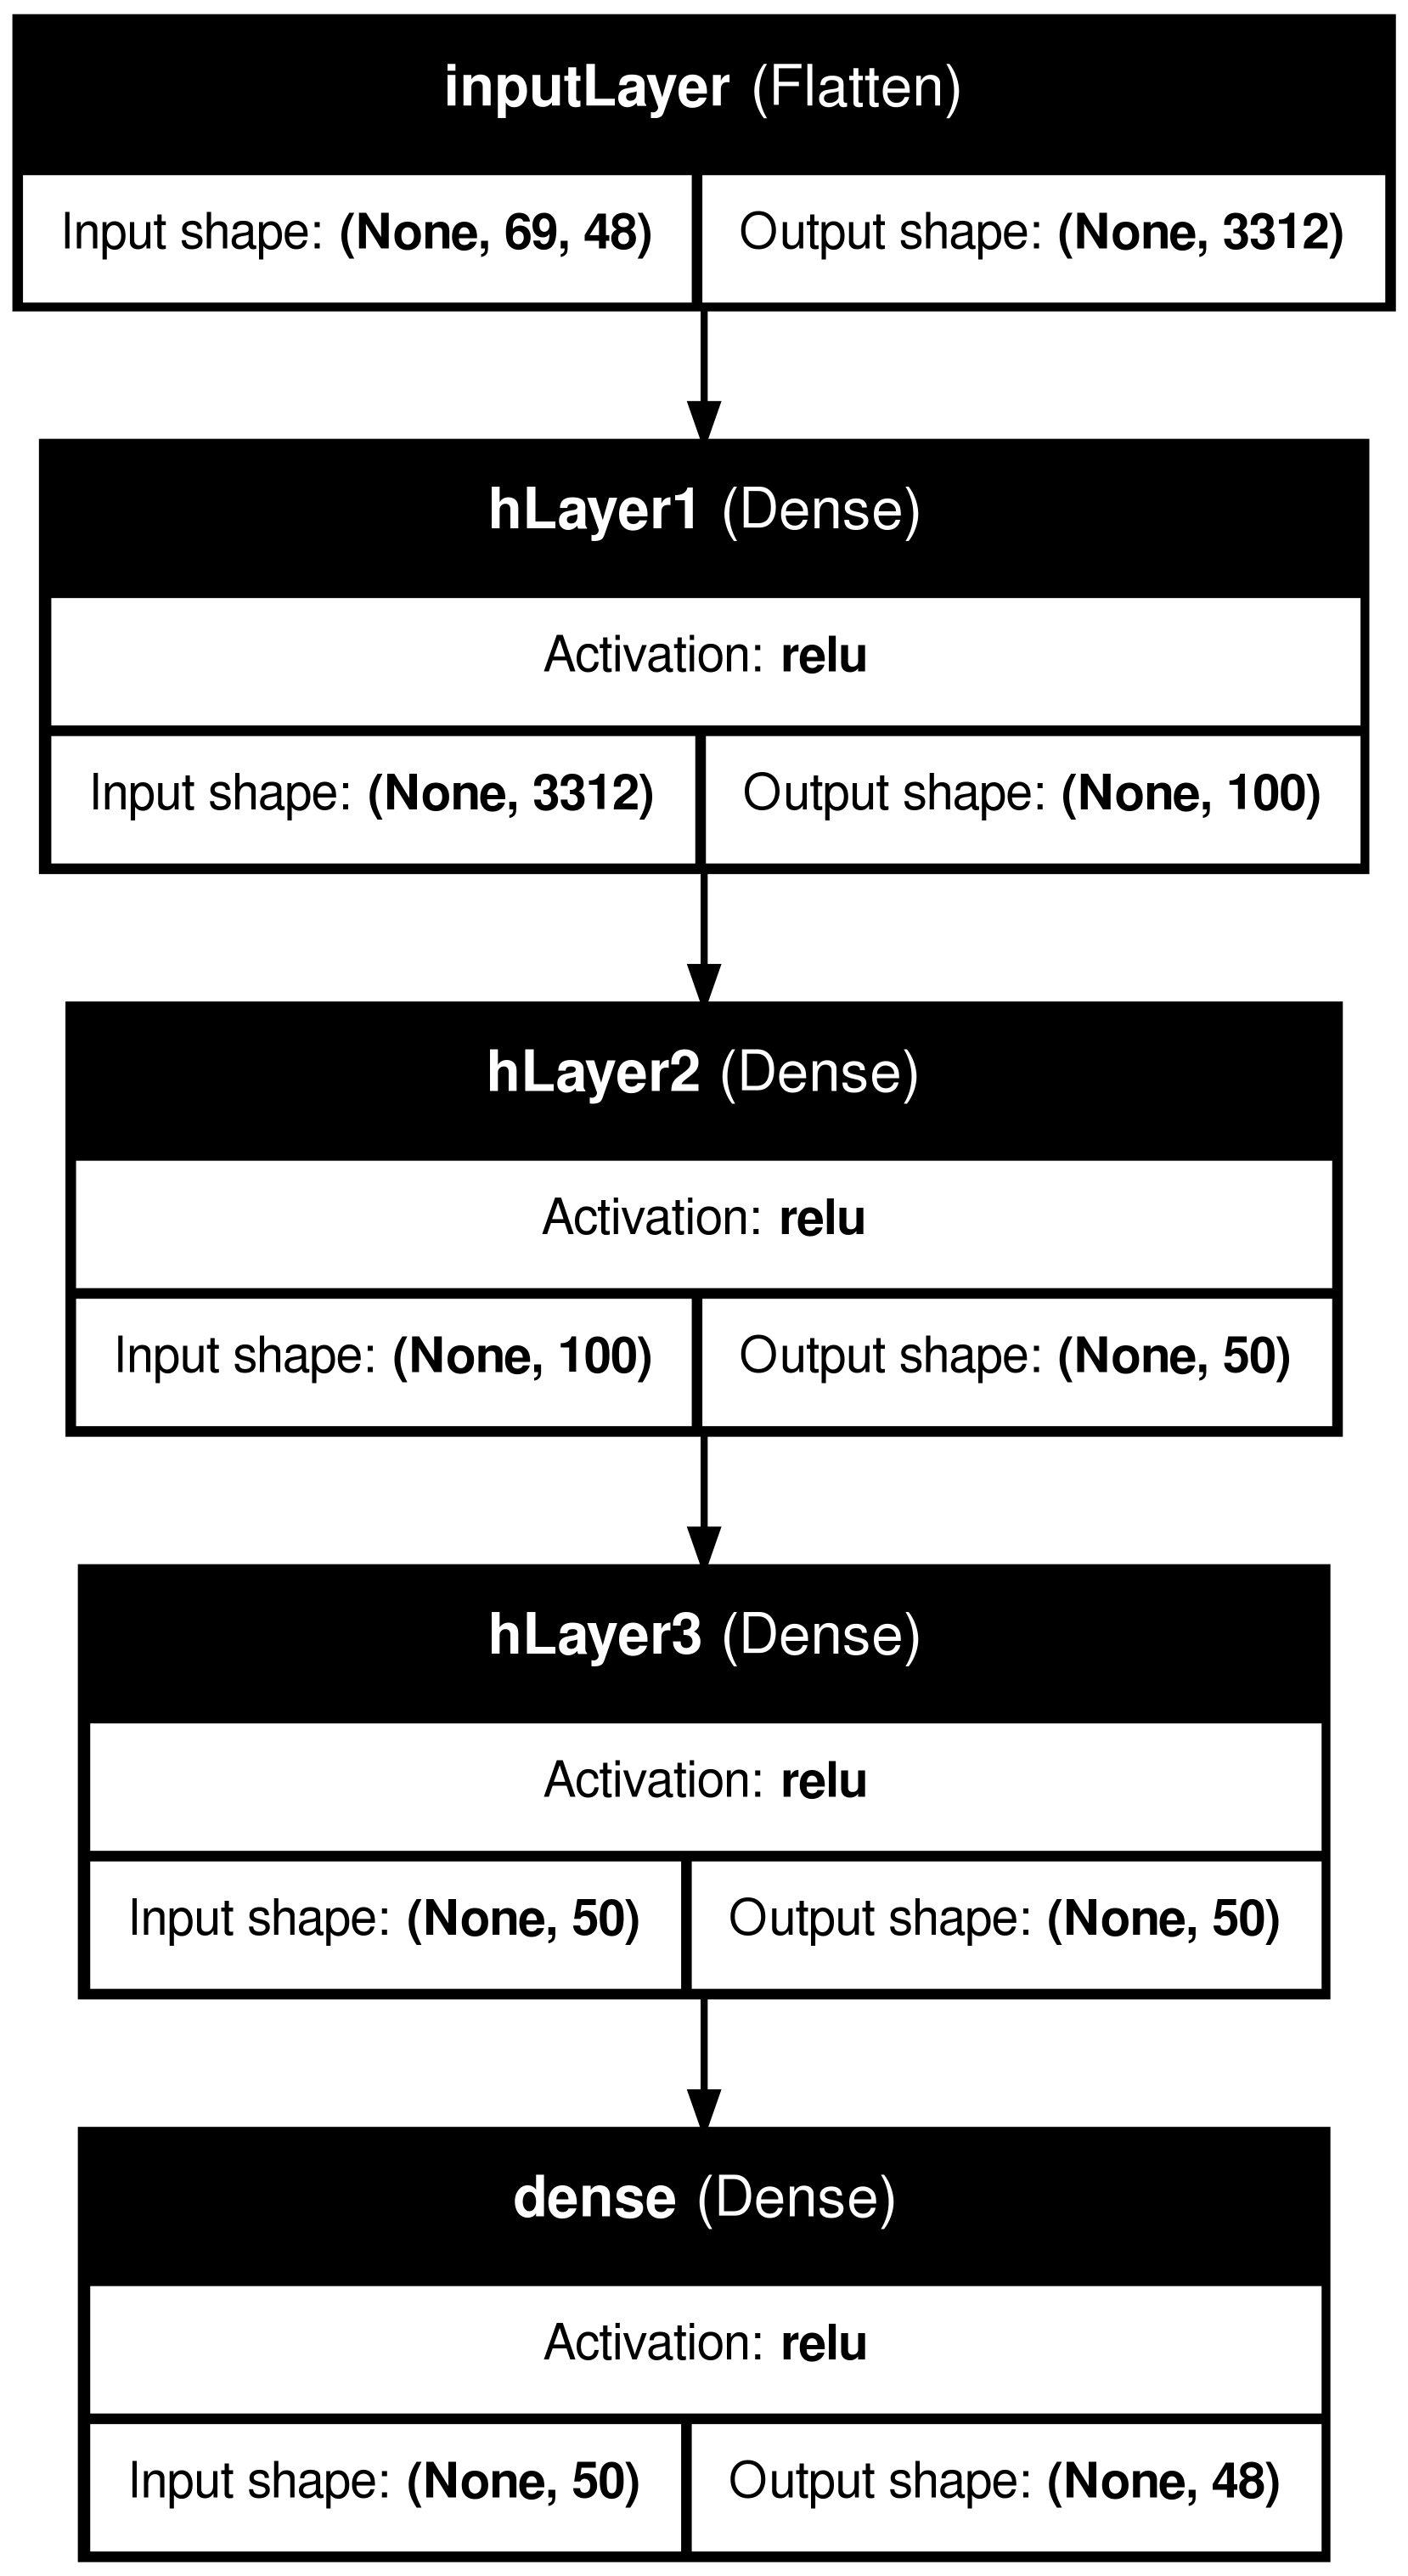 inputLayer (Flatten)
Input shape: (None, 69, 48) Output shape: (None, 3312)
hLayer1 (Dense)
Activation: relu
Input shape: (None, 3312) Output shape: (None, 100)
hLayer2 (Dense)
Activation: relu
Input shape: (None, 100) Output shape: (None, 50)
hLayer3 (Dense)
Activation: relu
Input shape: (None, 50) Output shape: (None, 50)
dense (Dense)
Activation: relu
Input shape: (None, 50) Output shape: (None, 48)